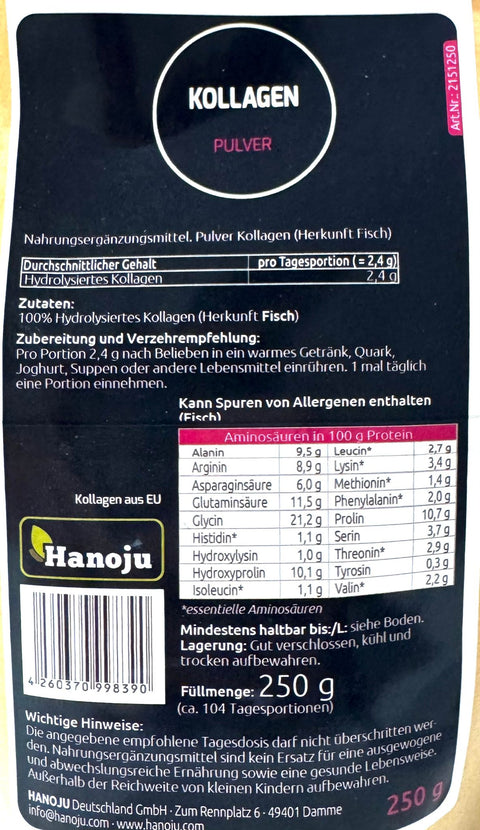 KOLLAGEN
PULVER
Art.Nr.: 2151250
Nahrungsergänzungsmittel. Pulver Kollagen (Herkunft Fisch)
Durchschnittlicher Gehalt pro Tagesportion (= 2,4 g)
Hydrolysiertes Kollagen 2,4 g
Zutaten:
100% Hydrolysiertes Kollagen (Herkunft Fisch)
Zubereitung und Verzehrempfehlung:
Pro Portion 2,4 g nach Belieben in ein warmes Getränk, Quark,
Joghurt, Suppen oder andere Lebensmittel einrühren. 1 mal täglich
eine Portion einnehmen.
Kann Spuren von Allergenen enthalten
(Fisch)
Aminosäuren in 100 g Protein
Alanin 9,5 g Leucin* 2,7 g
Arginin 8,9 g Lysin* 3,4 g
Asparaginsäure 6,0 g Methionin* 1,4 g
Glutaminsäure 11,5 g Phenylalanin* 2,0 g
Glycin 21,2 g Prolin 10,7 g
Histidin* 1,1 g Serin 3,7 g
Hydroxylysin 1,0 g Threonin* 2,9 g
Hydroxyprolin 10,1 g Tyrosin 0,3 g
Isoleucin* 1,1 g Valin* 2,2 g
*essentielle Aminosäuren
Kollagen aus EU
Hanoju
4 260370 998390
Mindestens haltbar bis:/L: siehe Boden.
Lagerung: Gut verschlossen, kühl und
trocken aufbewahren.
Füllmenge: 250 g
(ca. 104 Tagesportionen)
Wichtige Hinweise:
Die angegebene empfohlene Tagesdosis darf nicht überschritten wer-
den. Nahrungsergänzungsmittel sind kein Ersatz für eine ausgewogene
und abwechslungsreiche Ernährung sowie eine gesunde Lebensweise.
Außerhalb der Reichweite von kleinen Kindern aufbewahren.
HANOJU Deutschland GmbH · Zum Rennplatz 6 · 49401 Damme
info@hanoju.com · www.hanoju.com
250 g